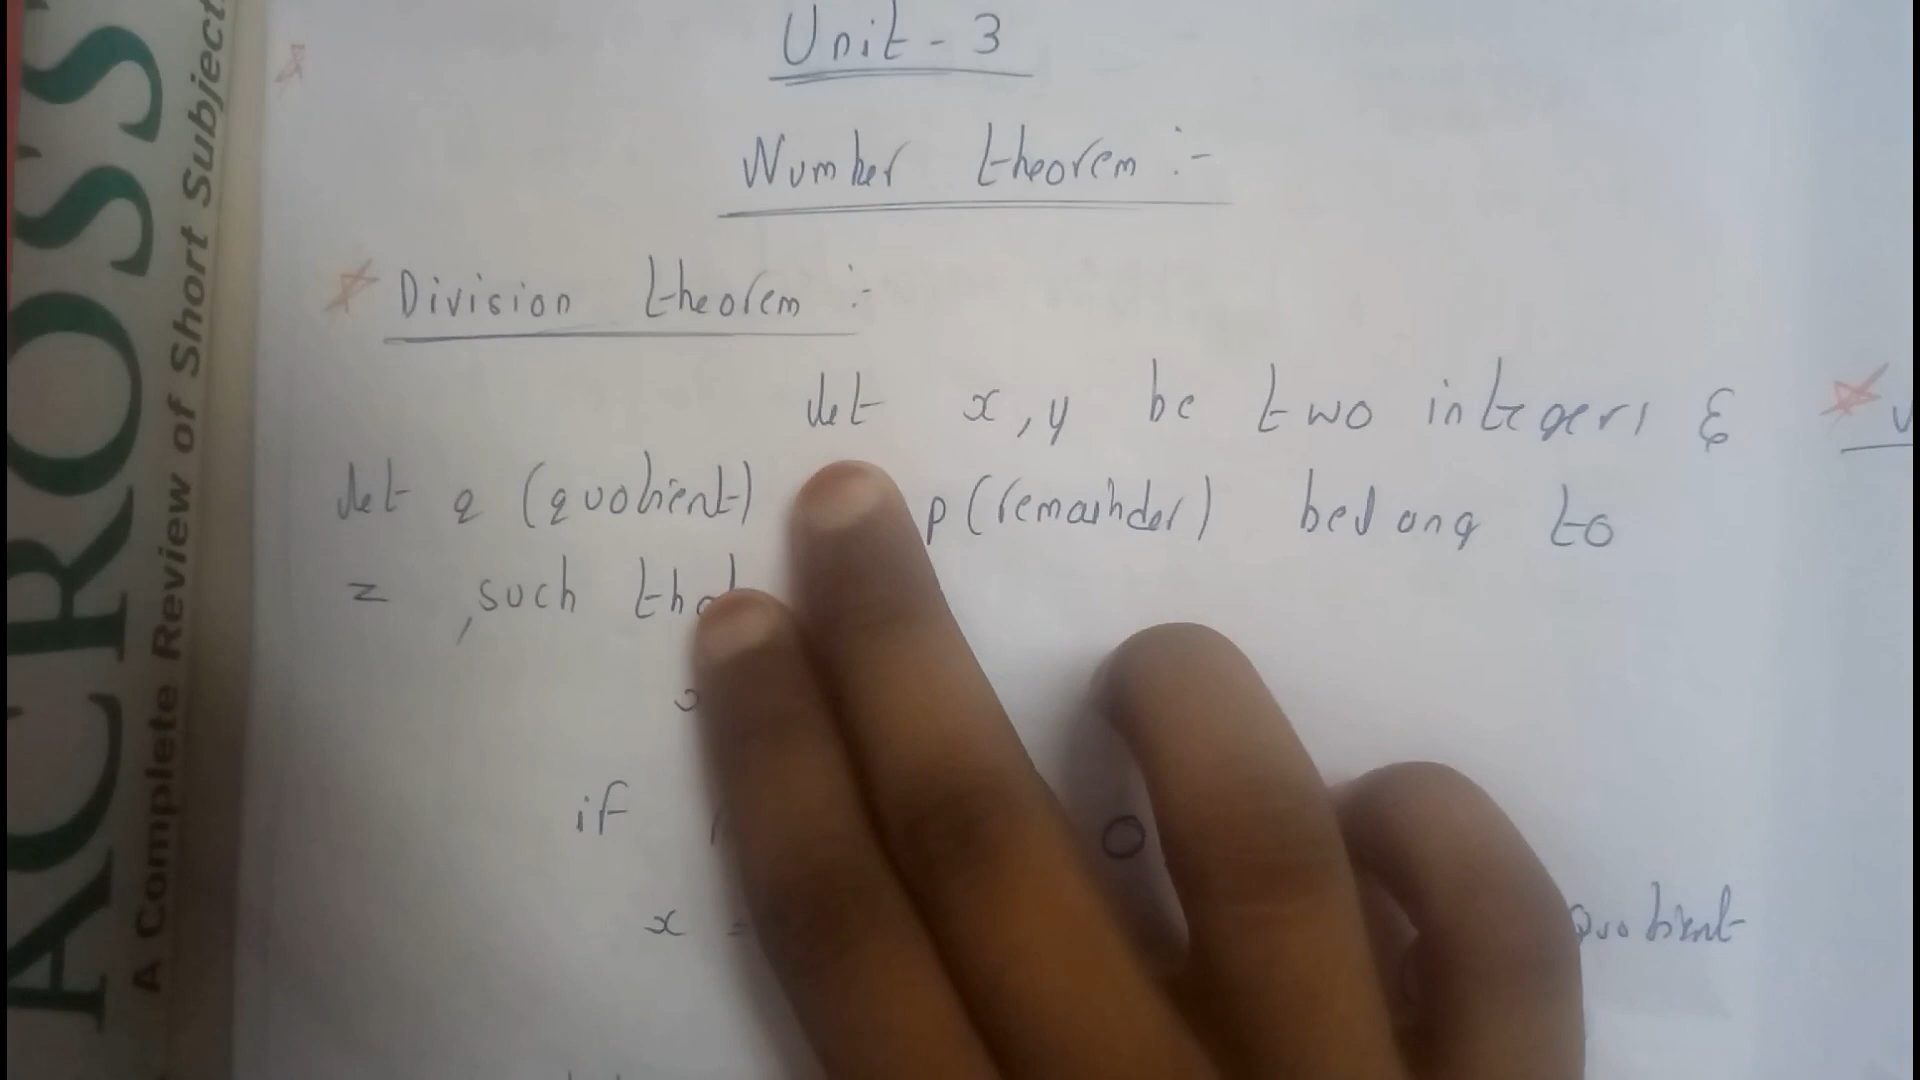 ACROSS
A Complete Review of Short Subject
Unit - 3
Number theorem :-
Division theorem :-
Let x, y be two integers &
Let q (quotient) p (remainder) belong to
z , such that
if
0
x =
quotient